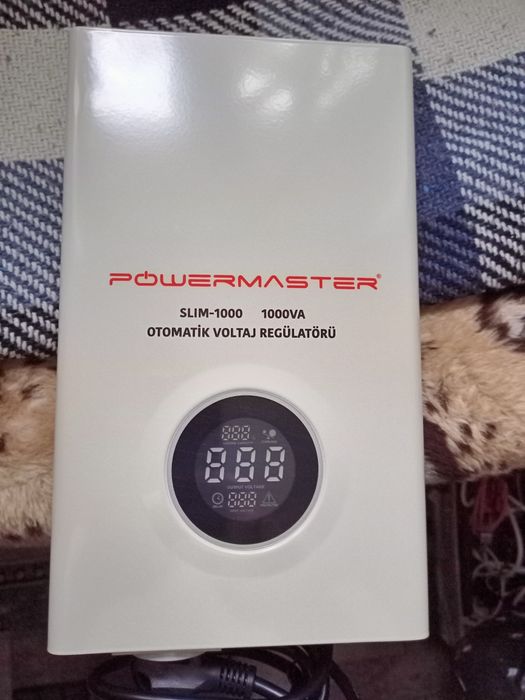 POWERMASTER®
SLIM-1000 1000VA
OTOMATİK VOLTAJ REGÜLATÖRÜ
888
888
OUTPUT VOLTAGE
888